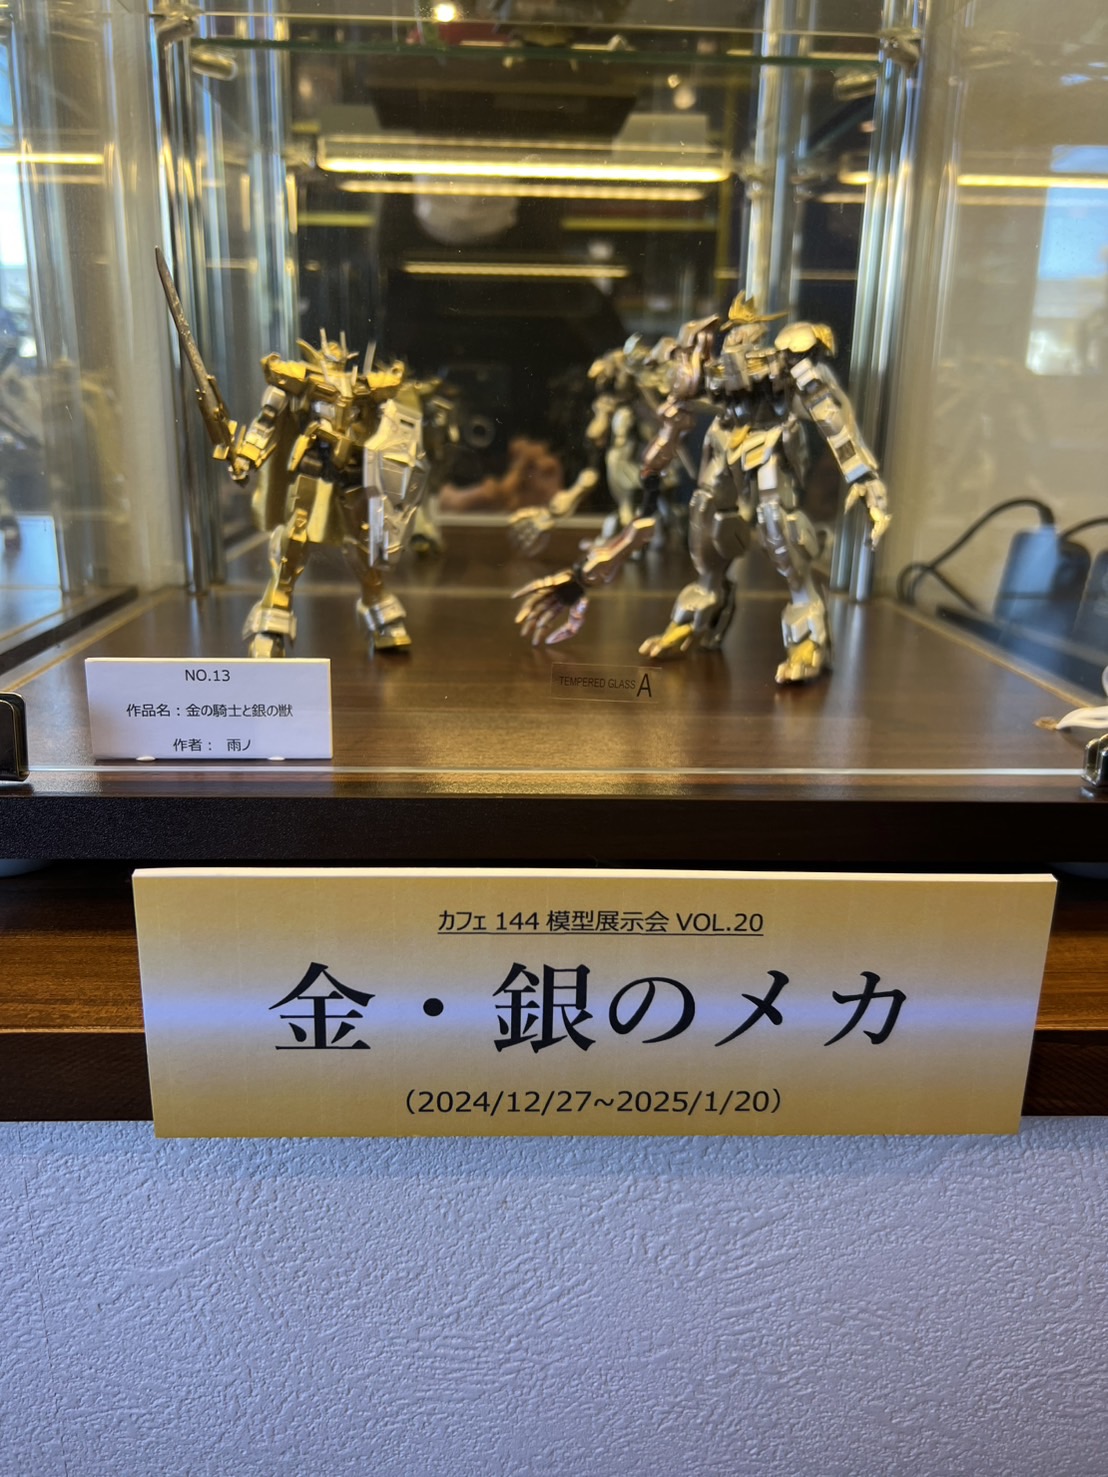 NO.13
作品名：金の騎士と銀の獣
作者： 雨ノ
TEMPERED GLASS A
カフェ 144 模型展示会 VOL.20
金・銀のメカ
（2024/12/27~2025/1/20）